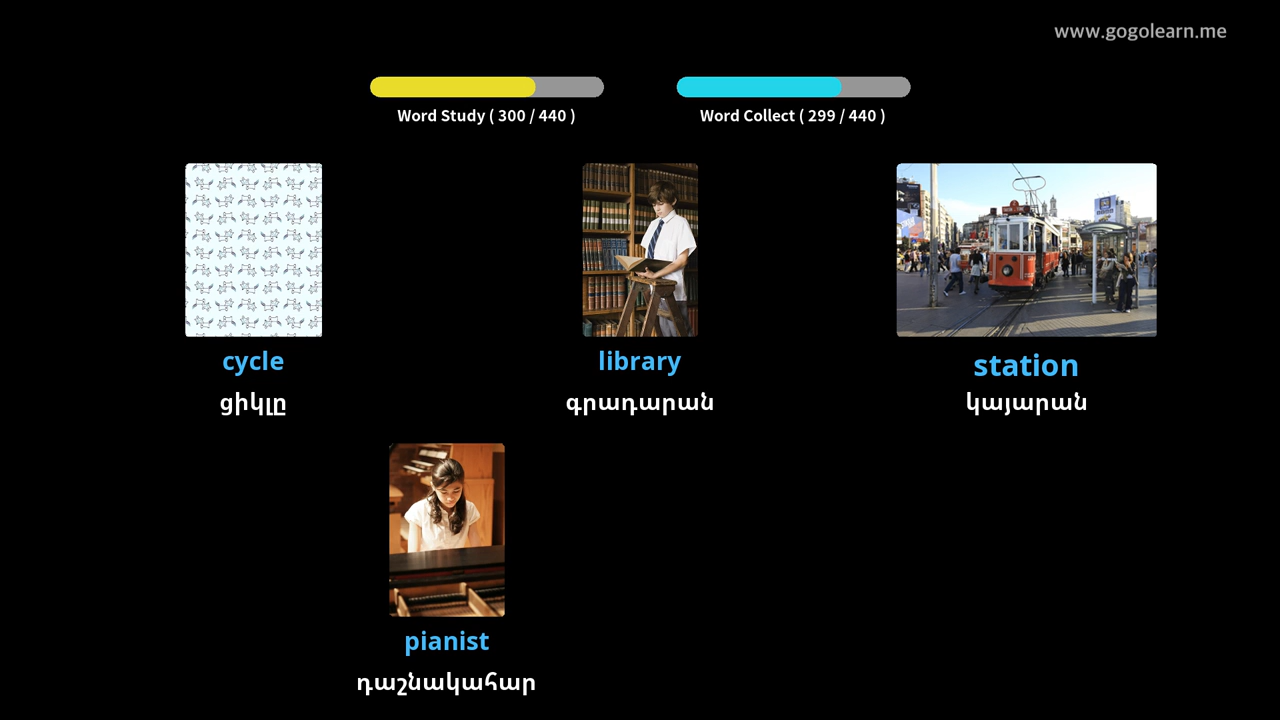 www.gogolearn.me
Word Study ( 300 / 440 )
Word Collect ( 299 / 440 )
cycle
library
station
ցիկլը
գրադարան
կայարան
pianist
դաշնակահար